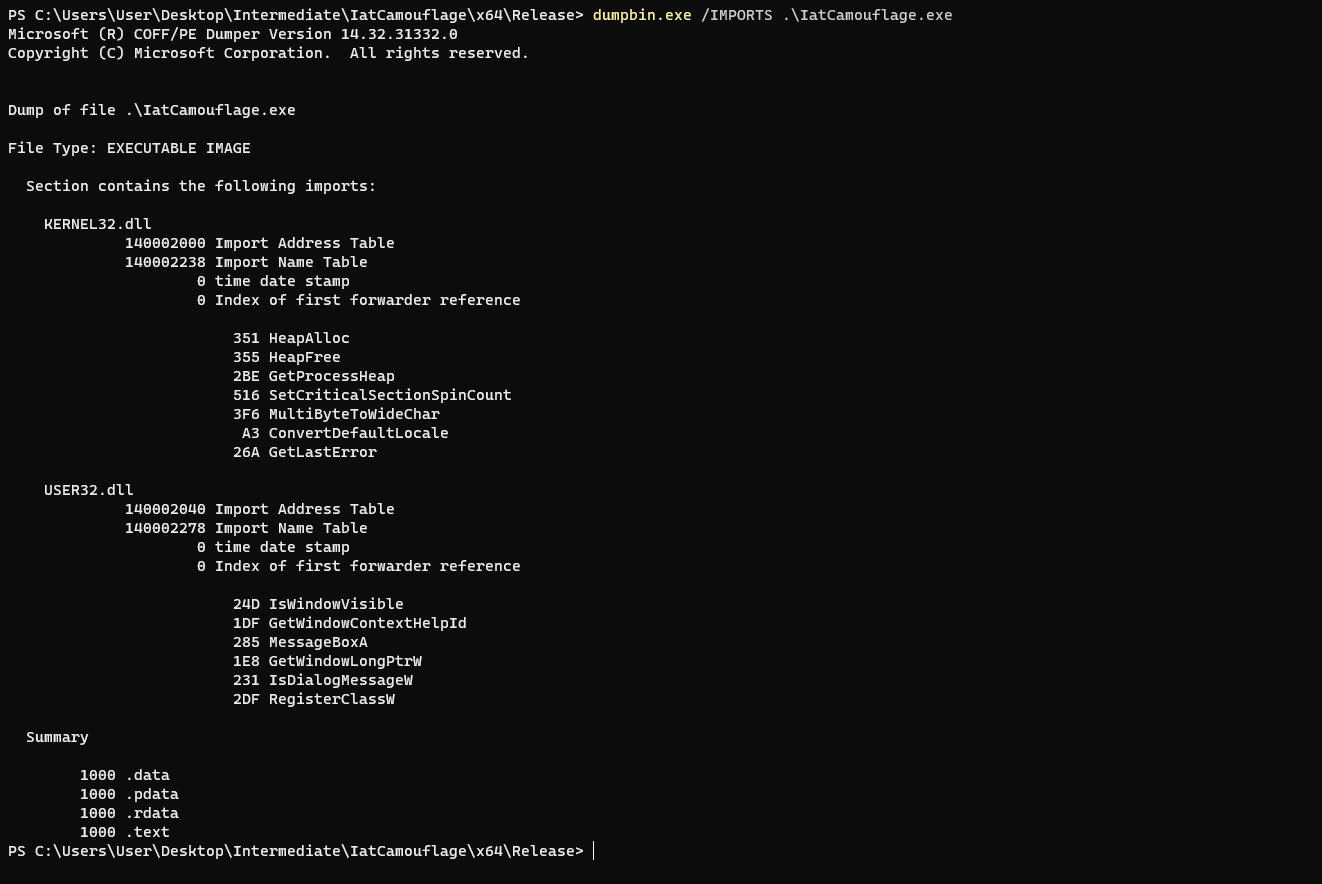 PS C:\Users\User\Desktop\Intermediate\IatCamouflage\x64\Release> dumpbin.exe /IMPORTS .\IatCamouflage.exe
Microsoft (R) COFF/PE Dumper Version 14.32.31332.0
Copyright (C) Microsoft Corporation.  All rights reserved.
Dump of file .\IatCamouflage.exe
File Type: EXECUTABLE IMAGE
Section contains the following imports:
KERNEL32.dll
140002000 Import Address Table
140002238 Import Name Table
0 time date stamp
0 Index of first forwarder reference
351 HeapAlloc
355 HeapFree
2BE GetProcessHeap
516 SetCriticalSectionSpinCount
3F6 MultiByteToWideChar
A3 ConvertDefaultLocale
26A GetLastError
USER32.dll
140002040 Import Address Table
140002278 Import Name Table
0 time date stamp
0 Index of first forwarder reference
24D IsWindowVisible
1DF GetWindowContextHelpId
285 MessageBoxA
1E8 GetWindowLongPtrW
231 IsDialogMessageW
2DF RegisterClassW
Summary
1000 .data
1000 .pdata
1000 .rdata
1000 .text
PS C:\Users\User\Desktop\Intermediate\IatCamouflage\x64\Release>